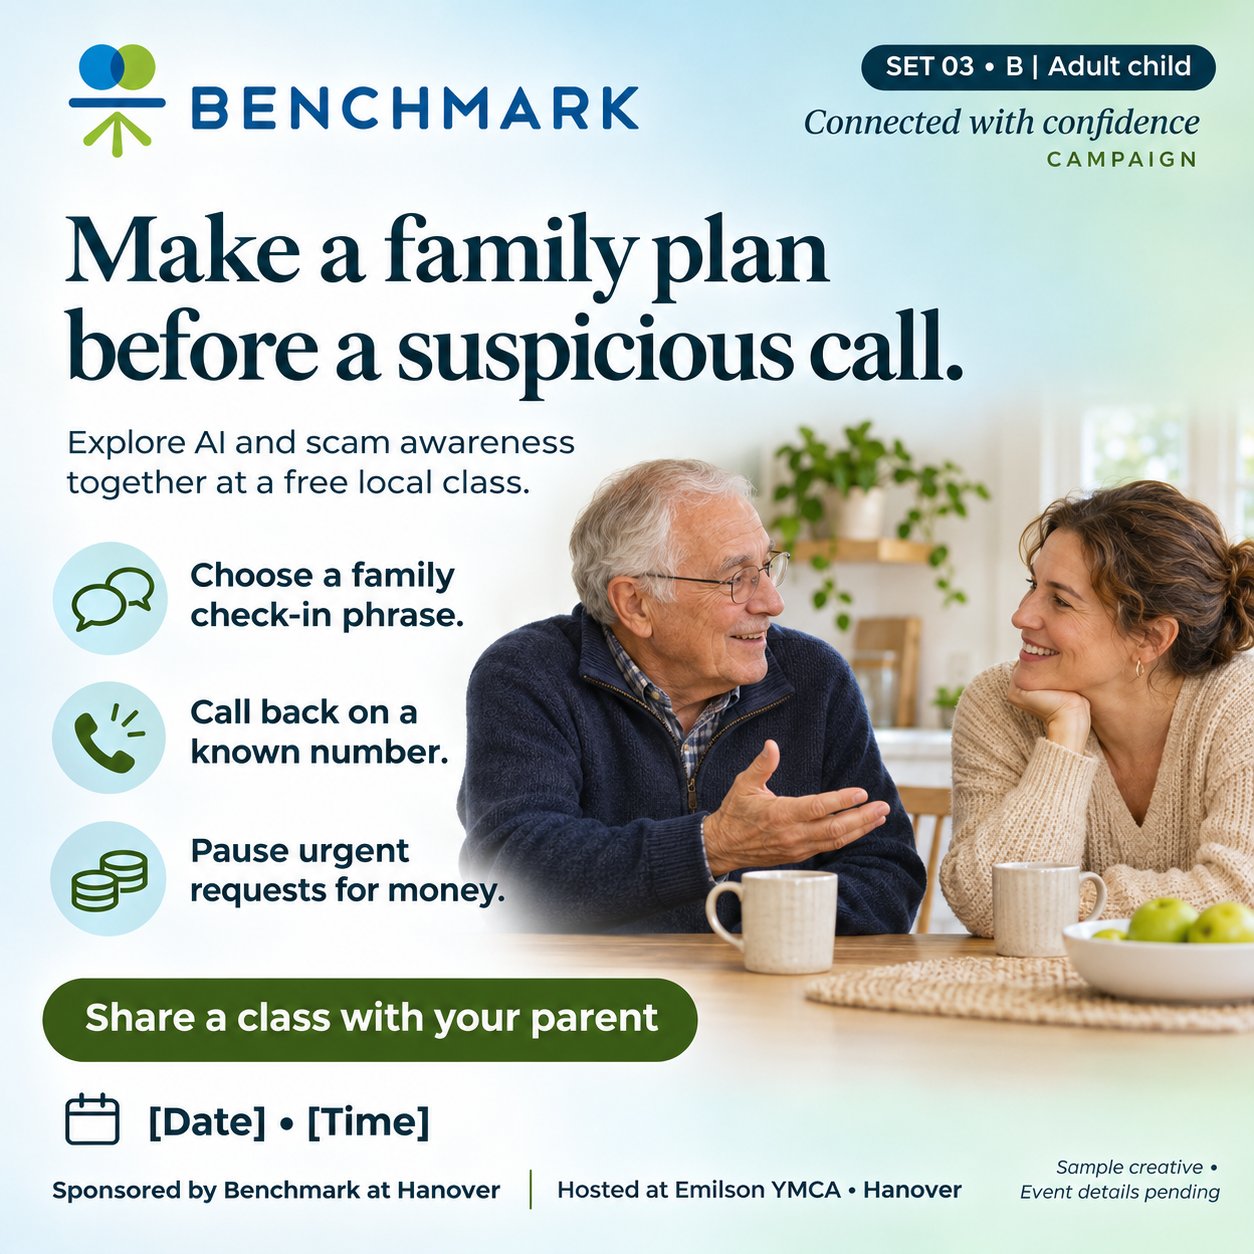 BENCHMARK
SET 03 • B | Adult child
Connected with confidence
CAMPAIGN
Make a family plan
before a suspicious call.
Explore AI and scam awareness
together at a free local class.
Choose a family
check-in phrase.
Call back on a
known number.
Pause urgent
requests for money.
Share a class with your parent
[Date] • [Time]
Sponsored by Benchmark at Hanover
Hosted at Emilson YMCA • Hanover
Sample creative •
Event details pending